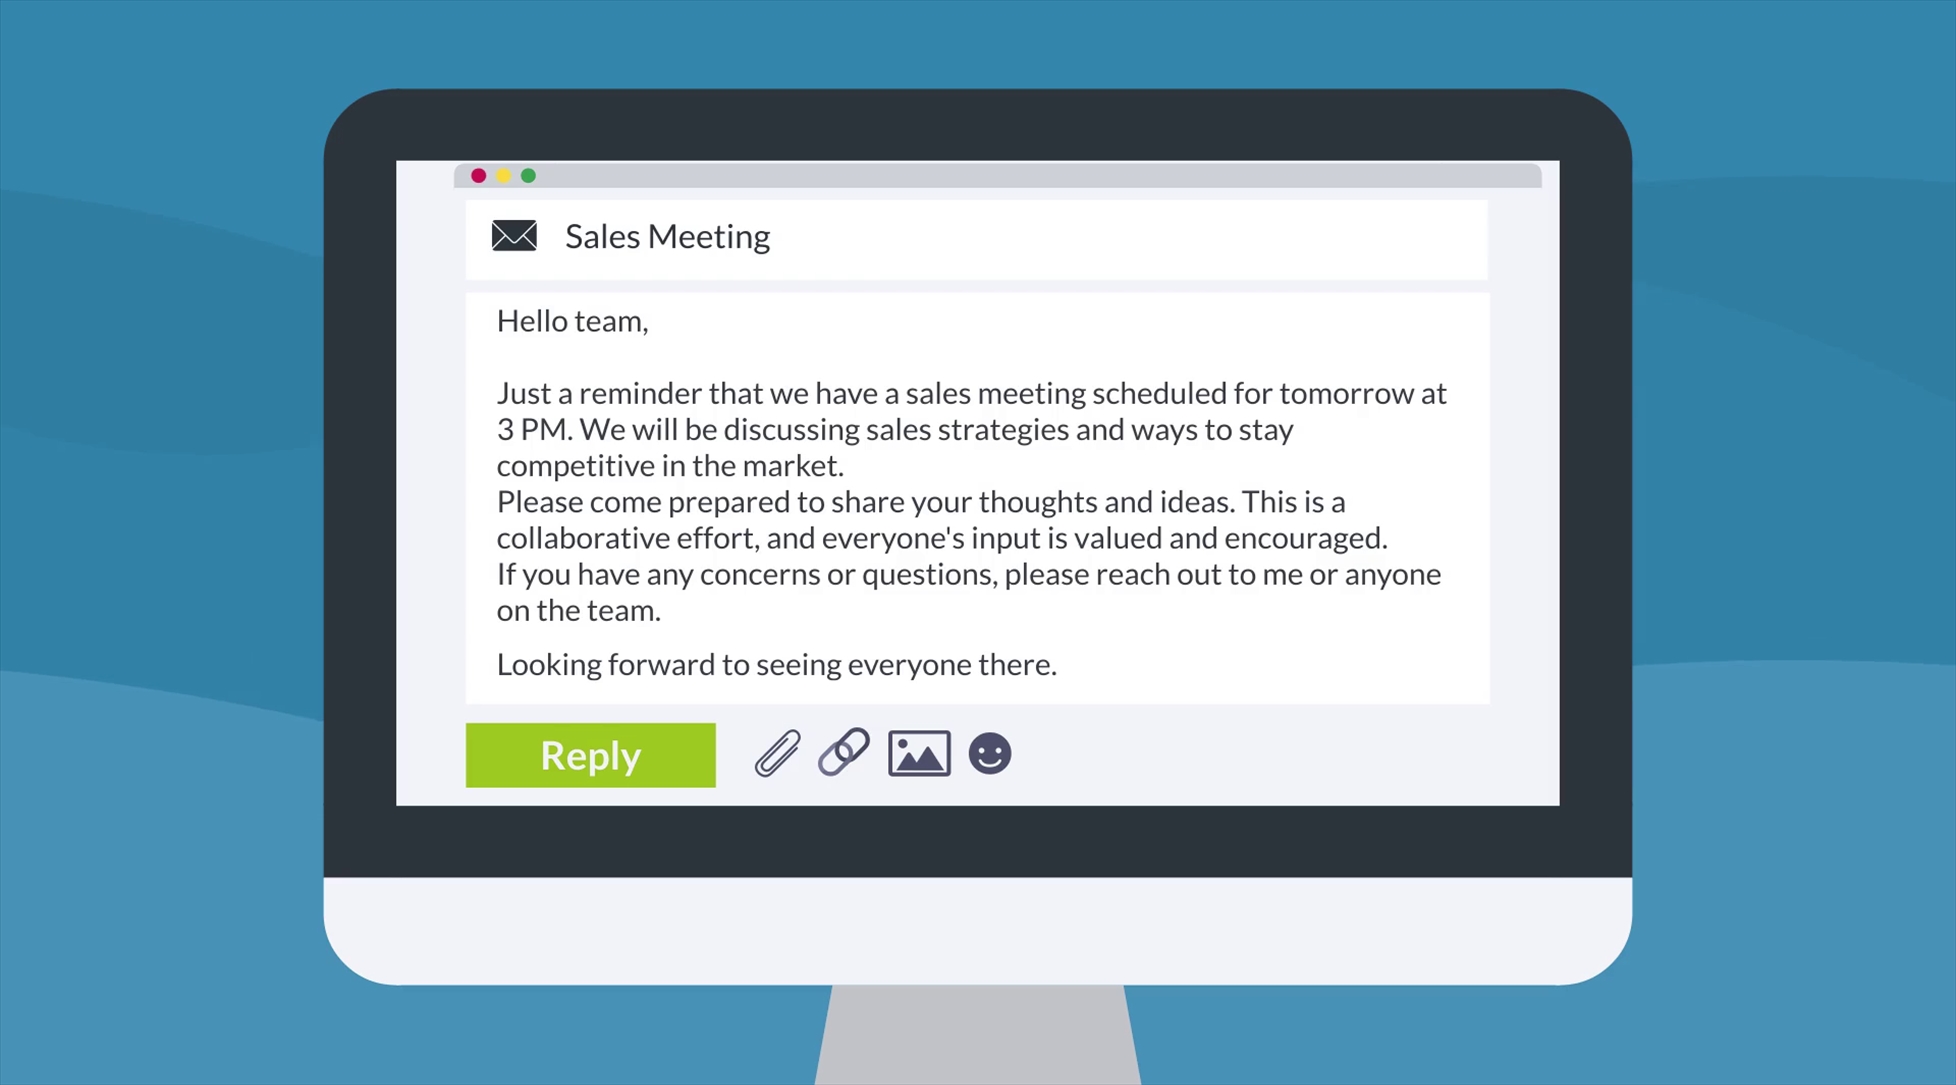 Sales Meeting
Hello team,
Just a reminder that we have a sales meeting scheduled for tomorrow at
3 PM. We will be discussing sales strategies and ways to stay
competitive in the market.
Please come prepared to share your thoughts and ideas. This is a
collaborative effort, and everyone's input is valued and encouraged.
If you have any concerns or questions, please reach out to me or anyone
on the team.
Looking forward to seeing everyone there.
Reply